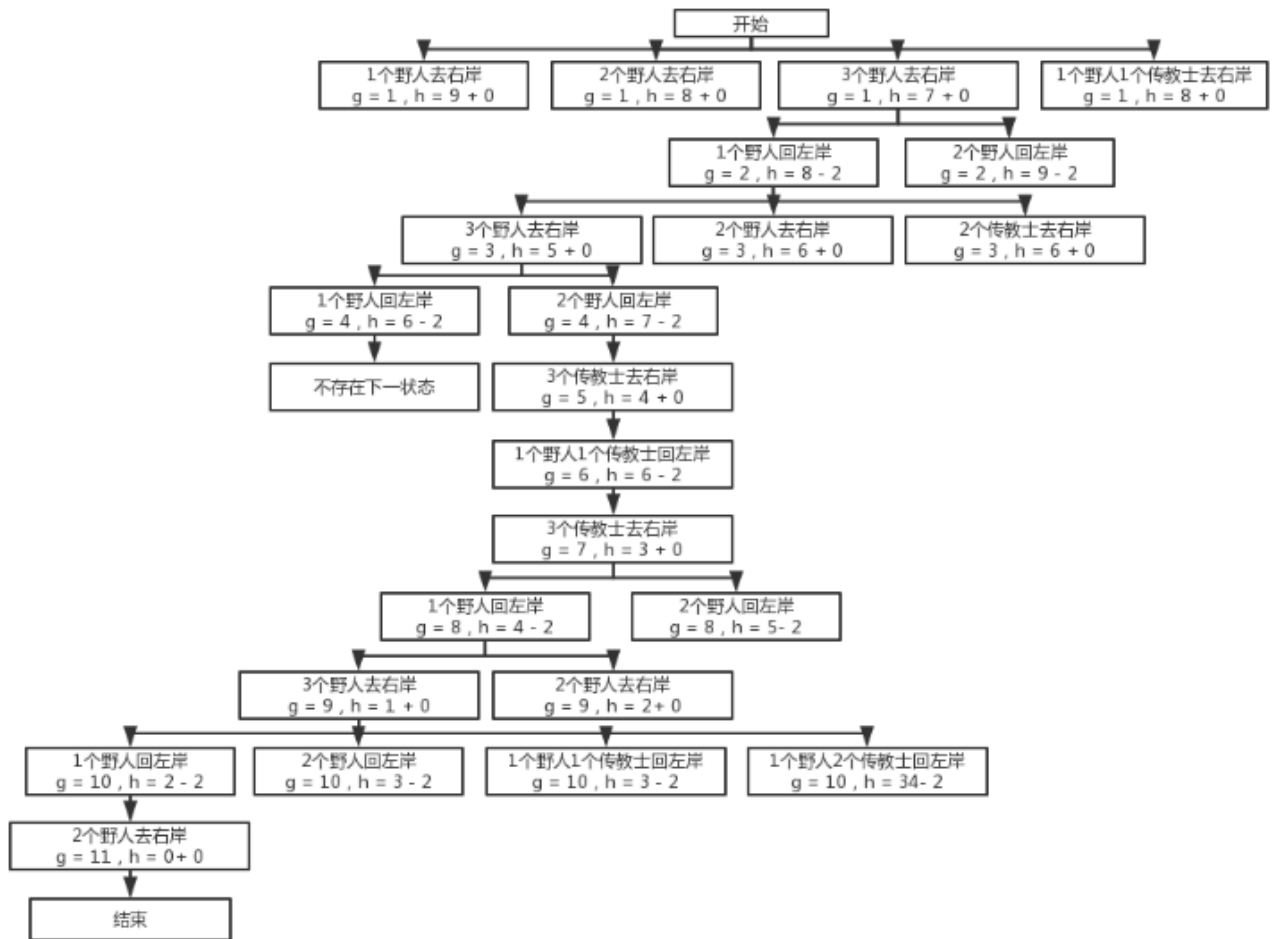 开始
1个野人去右岸
g = 1 , h = 9 + 0
2个野人去右岸
g = 1 , h = 8 + 0
3个野人去右岸
g = 1 , h = 7 + 0
1个野人1个传教士去右岸
g = 1 , h = 8 + 0
1个野人回左岸
g = 2 , h = 8 - 2
2个野人回左岸
g = 2 , h = 9 - 2
3个野人去右岸
g = 3 , h = 5 + 0
2个野人去右岸
g = 3 , h = 6 + 0
2个传教士去右岸
g = 3 , h = 6 + 0
1个野人回左岸
g = 4 , h = 6 - 2
2个野人回左岸
g = 4 , h = 7 - 2
不存在下一状态
3个传教士去右岸
g = 5 , h = 4 + 0
1个野人1个传教士回左岸
g = 6 , h = 6 - 2
3个传教士去右岸
g = 7 , h = 3 + 0
1个野人回左岸
g = 8 , h = 4 - 2
2个野人回左岸
g = 8 , h = 5- 2
3个野人去右岸
g = 9 , h = 1 + 0
2个野人去右岸
g = 9 , h = 2+ 0
1个野人回左岸
g = 10 , h = 2 - 2
2个野人回左岸
g = 10 , h = 3 - 2
1个野人1个传教士回左岸
g = 10 , h = 3 - 2
1个野人2个传教士回左岸
g = 10 , h = 34- 2
2个野人去右岸
g = 11 , h = 0+ 0
结束